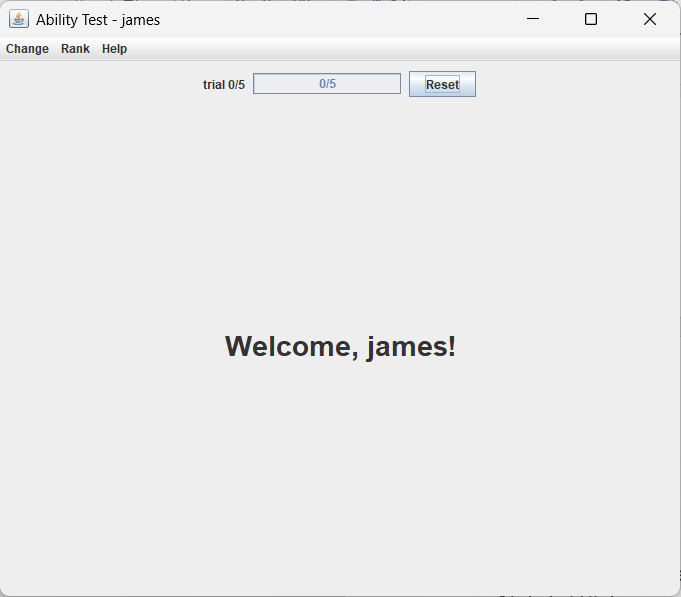 Ability Test - james
Change Rank Help
trial 0/5 0/5 Reset
Welcome, james!